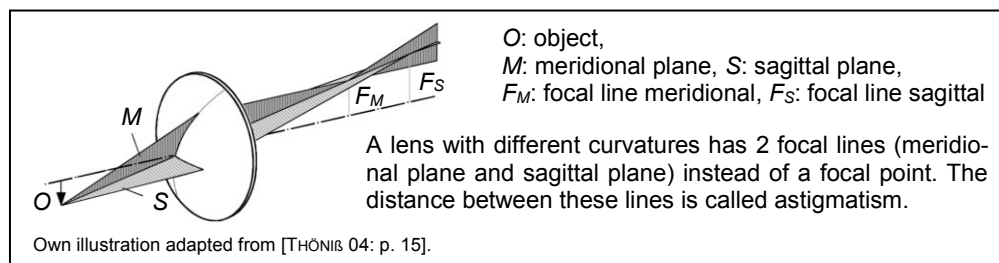 O: object,
M: meridional plane, S: sagittal plane,
F_M: focal line meridional, F_S: focal line sagittal
M
F_M
F_S
O
S
A lens with different curvatures has 2 focal lines (meridio-
nal plane and sagittal plane) instead of a focal point. The
distance between these lines is called astigmatism.
Own illustration adapted from [THÖNIß 04: p. 15].